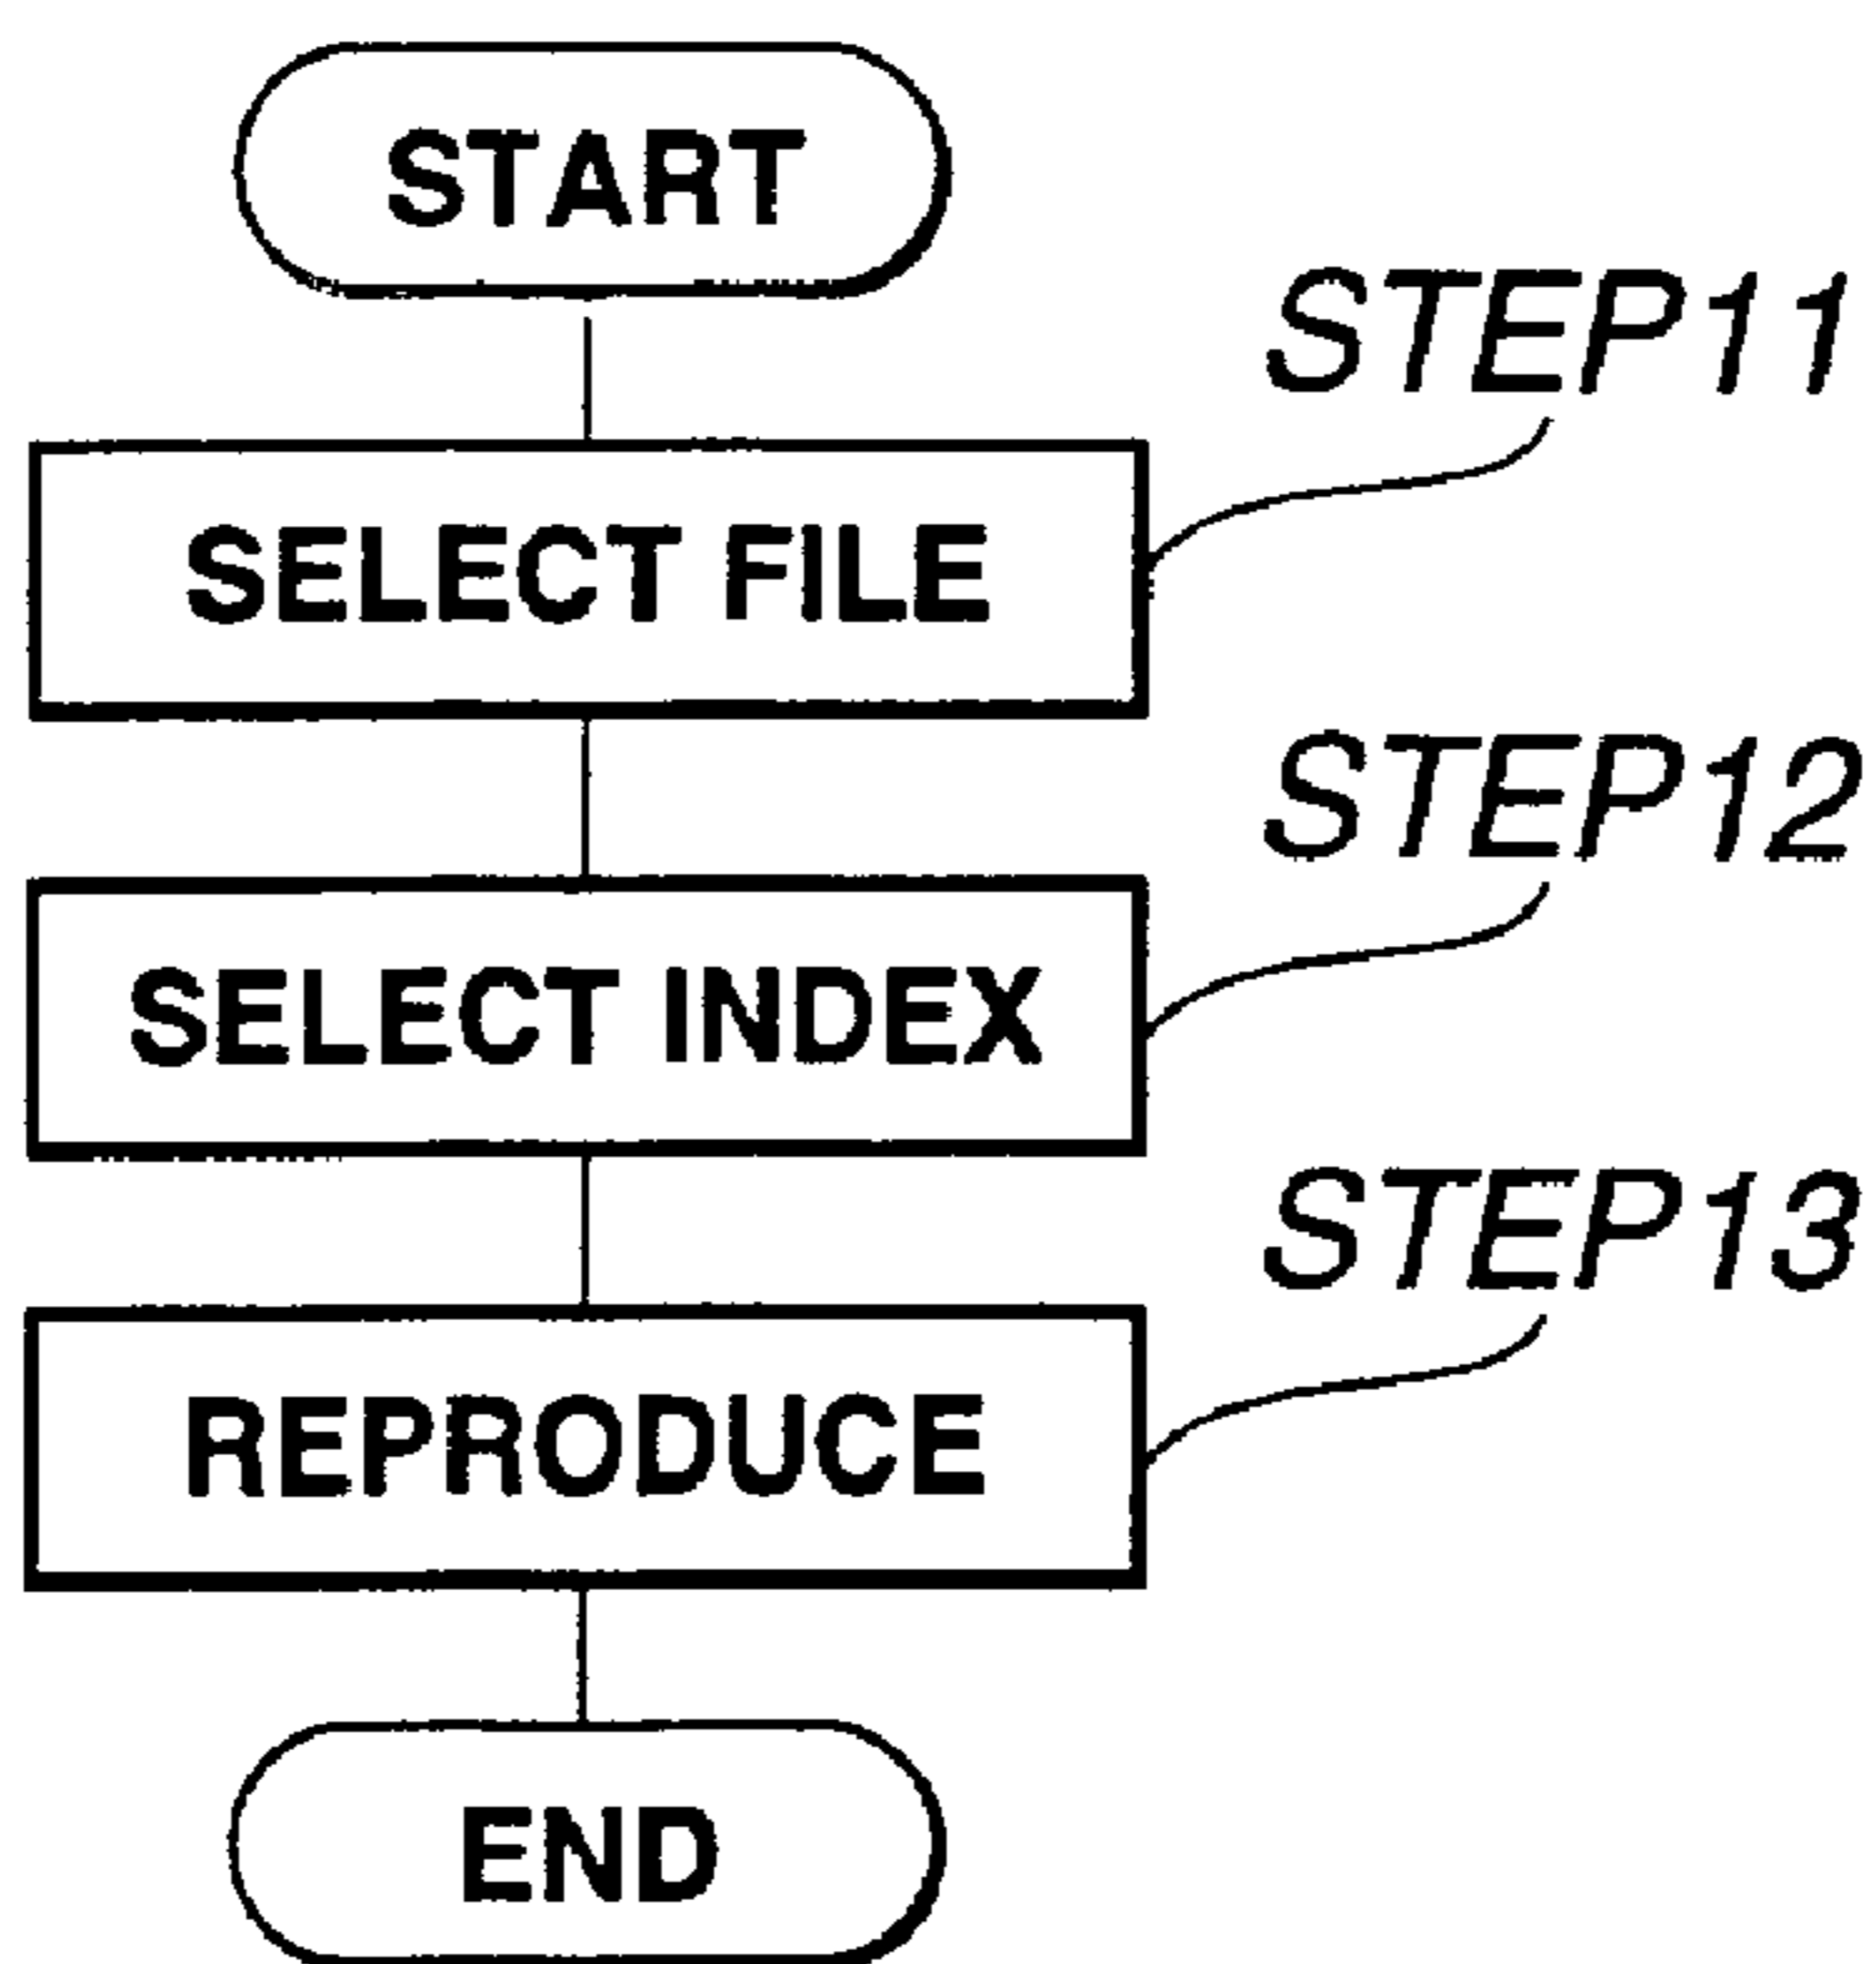 START
STEP11
SELECT FILE
STEP12
SELECT INDEX
STEP13
REPRODUCE
END